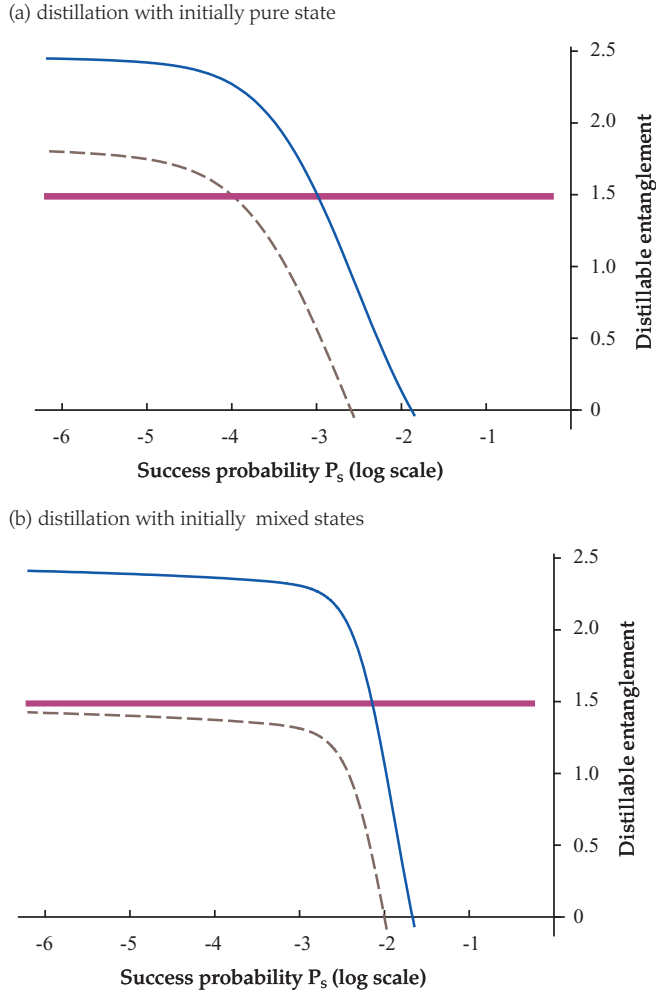 (a) distillation with initially pure state
2.5
2.0
1.5
1.0
0.5
0
Distillable entanglement
-6 -5 -4 -3 -2 -1
Success probability Ps (log scale)
(b) distillation with initially mixed states
2.5
2.0
1.5
1.0
0.5
0
Distillable entanglement
-6 -5 -4 -3 -2 -1
Success probability Ps (log scale)